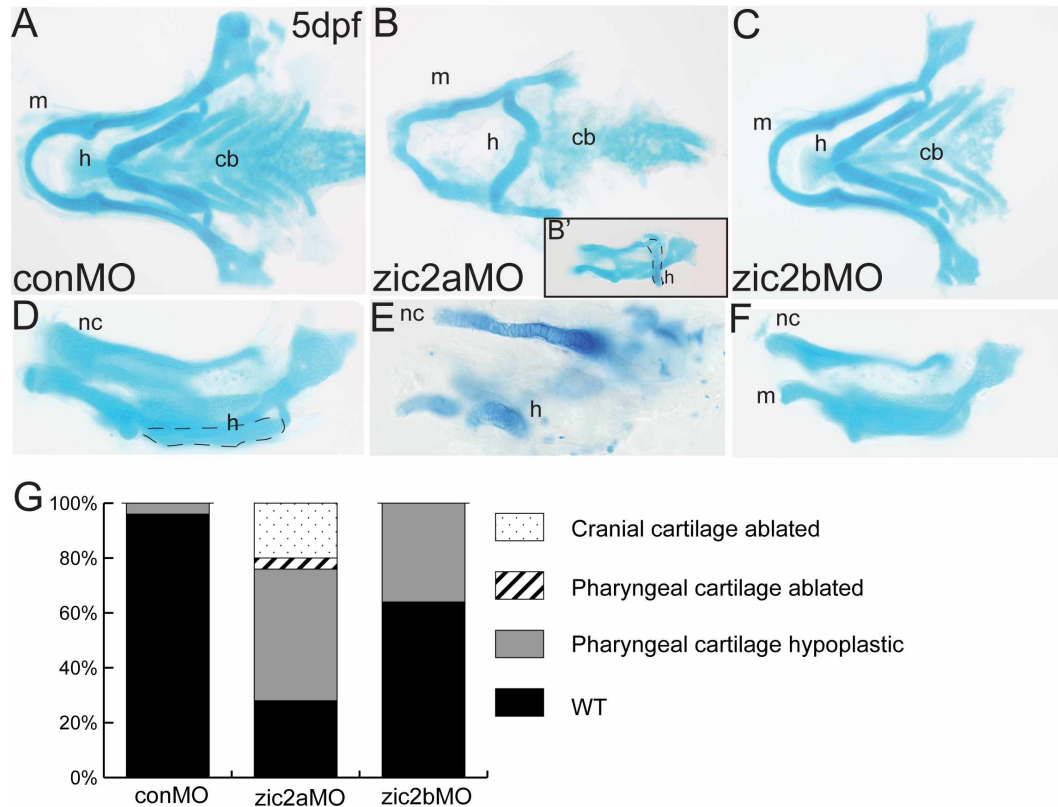 A
5dpf
m
h
cb
conMO
B
m
h
cb
zic2aMO
B'
h
C
m
h
cb
zic2bMO
D
nc
h
E
nc
h
F
nc
m
G
100%
80%
60%
40%
20%
0%
conMO
zic2aMO
zic2bMO
Cranial cartilage ablated
Pharyngeal cartilage ablated
Pharyngeal cartilage hypoplastic
WT